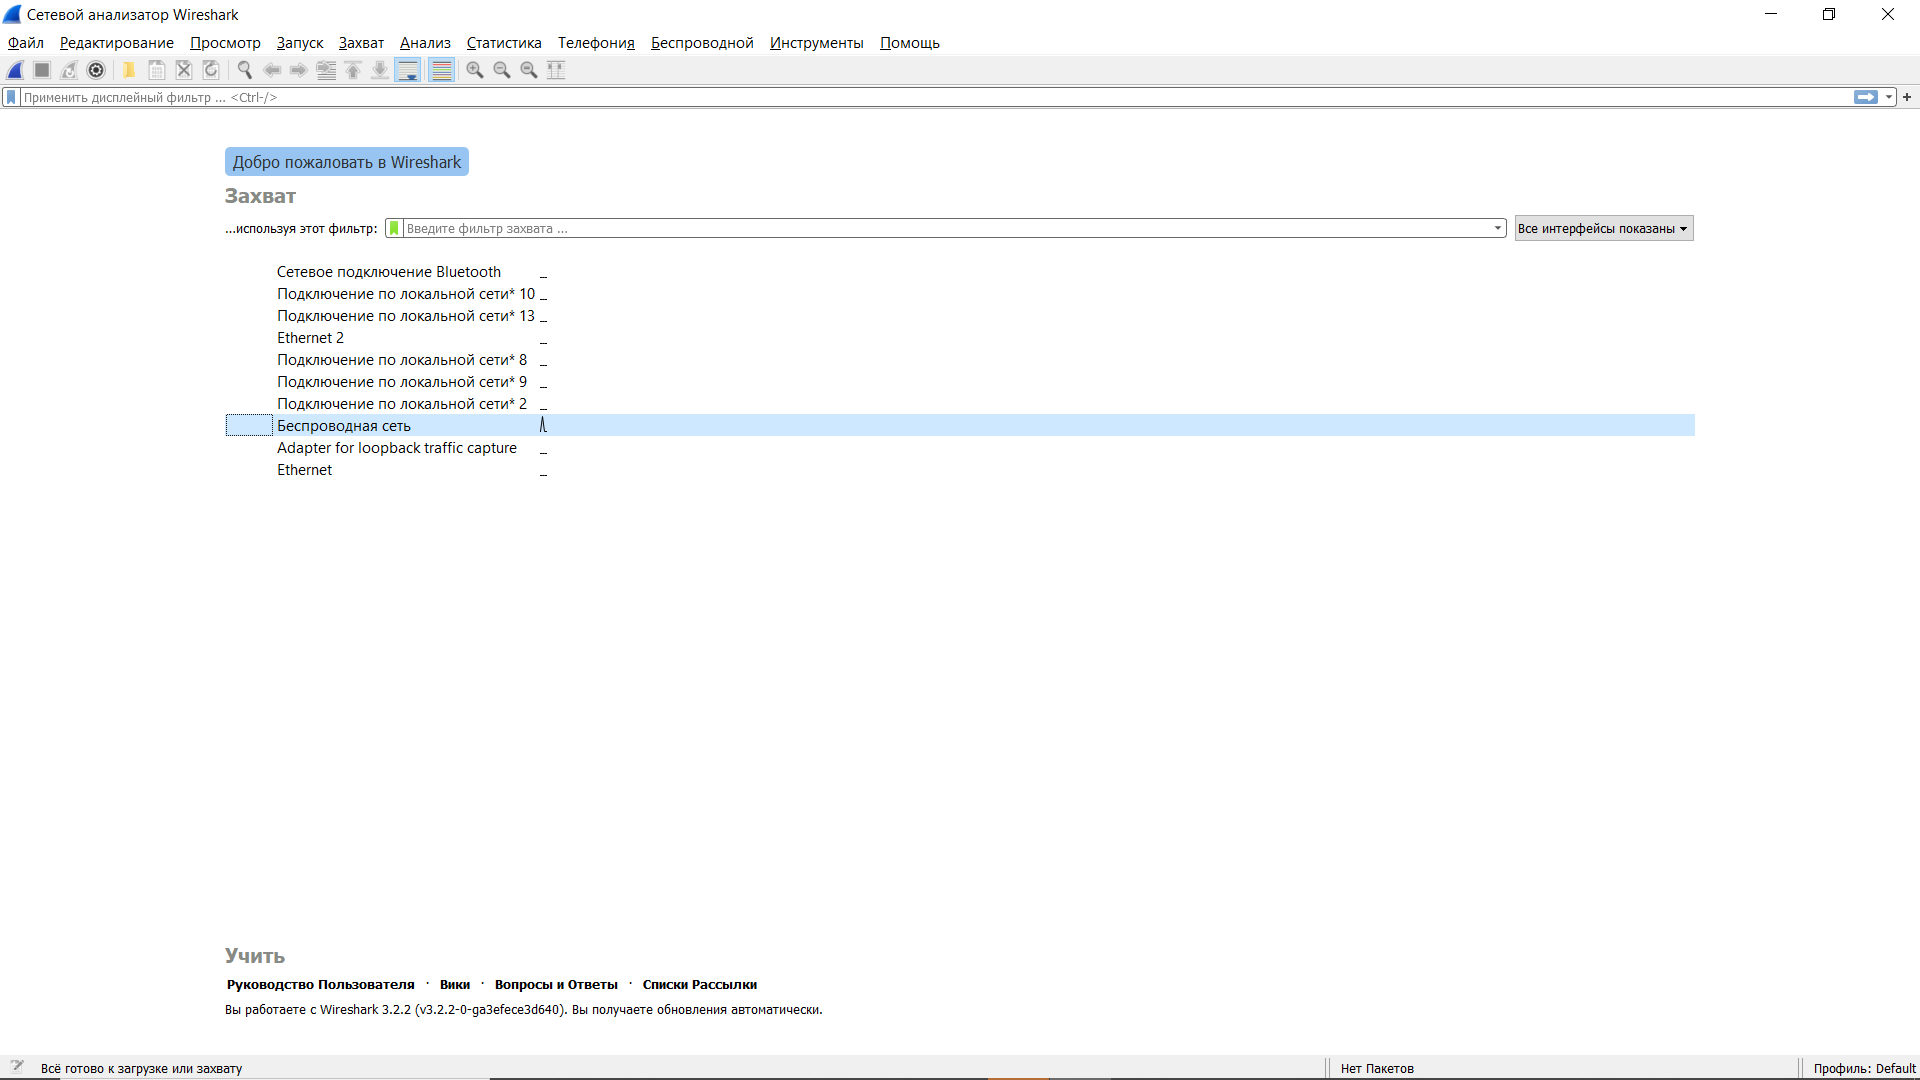 Сетевой анализатор Wireshark
Файл Редактирование Просмотр Запуск Захват Анализ Статистика Телефония Беспроводной Инструменты Помощь
Применить дисплейный фильтр ... <Ctrl-/>
+
Добро пожаловать в Wireshark
Захват
...используя этот фильтр: Введите фильтр захвата ... Все интерфейсы показаны
Сетевое подключение Bluetooth
Подключение по локальной сети* 10
Подключение по локальной сети* 13
Ethernet 2
Подключение по локальной сети* 8
Подключение по локальной сети* 9
Подключение по локальной сети* 2
Беспроводная сеть
Adapter for loopback traffic capture
Ethernet
Учить
Руководство Пользователя · Вики · Вопросы и Ответы · Списки Рассылки
Вы работаете с Wireshark 3.2.2 (v3.2.2-0-ga3efece3d640). Вы получаете обновления автоматически.
Всё готово к загрузке или захвату Нет Пакетов Профиль: Default